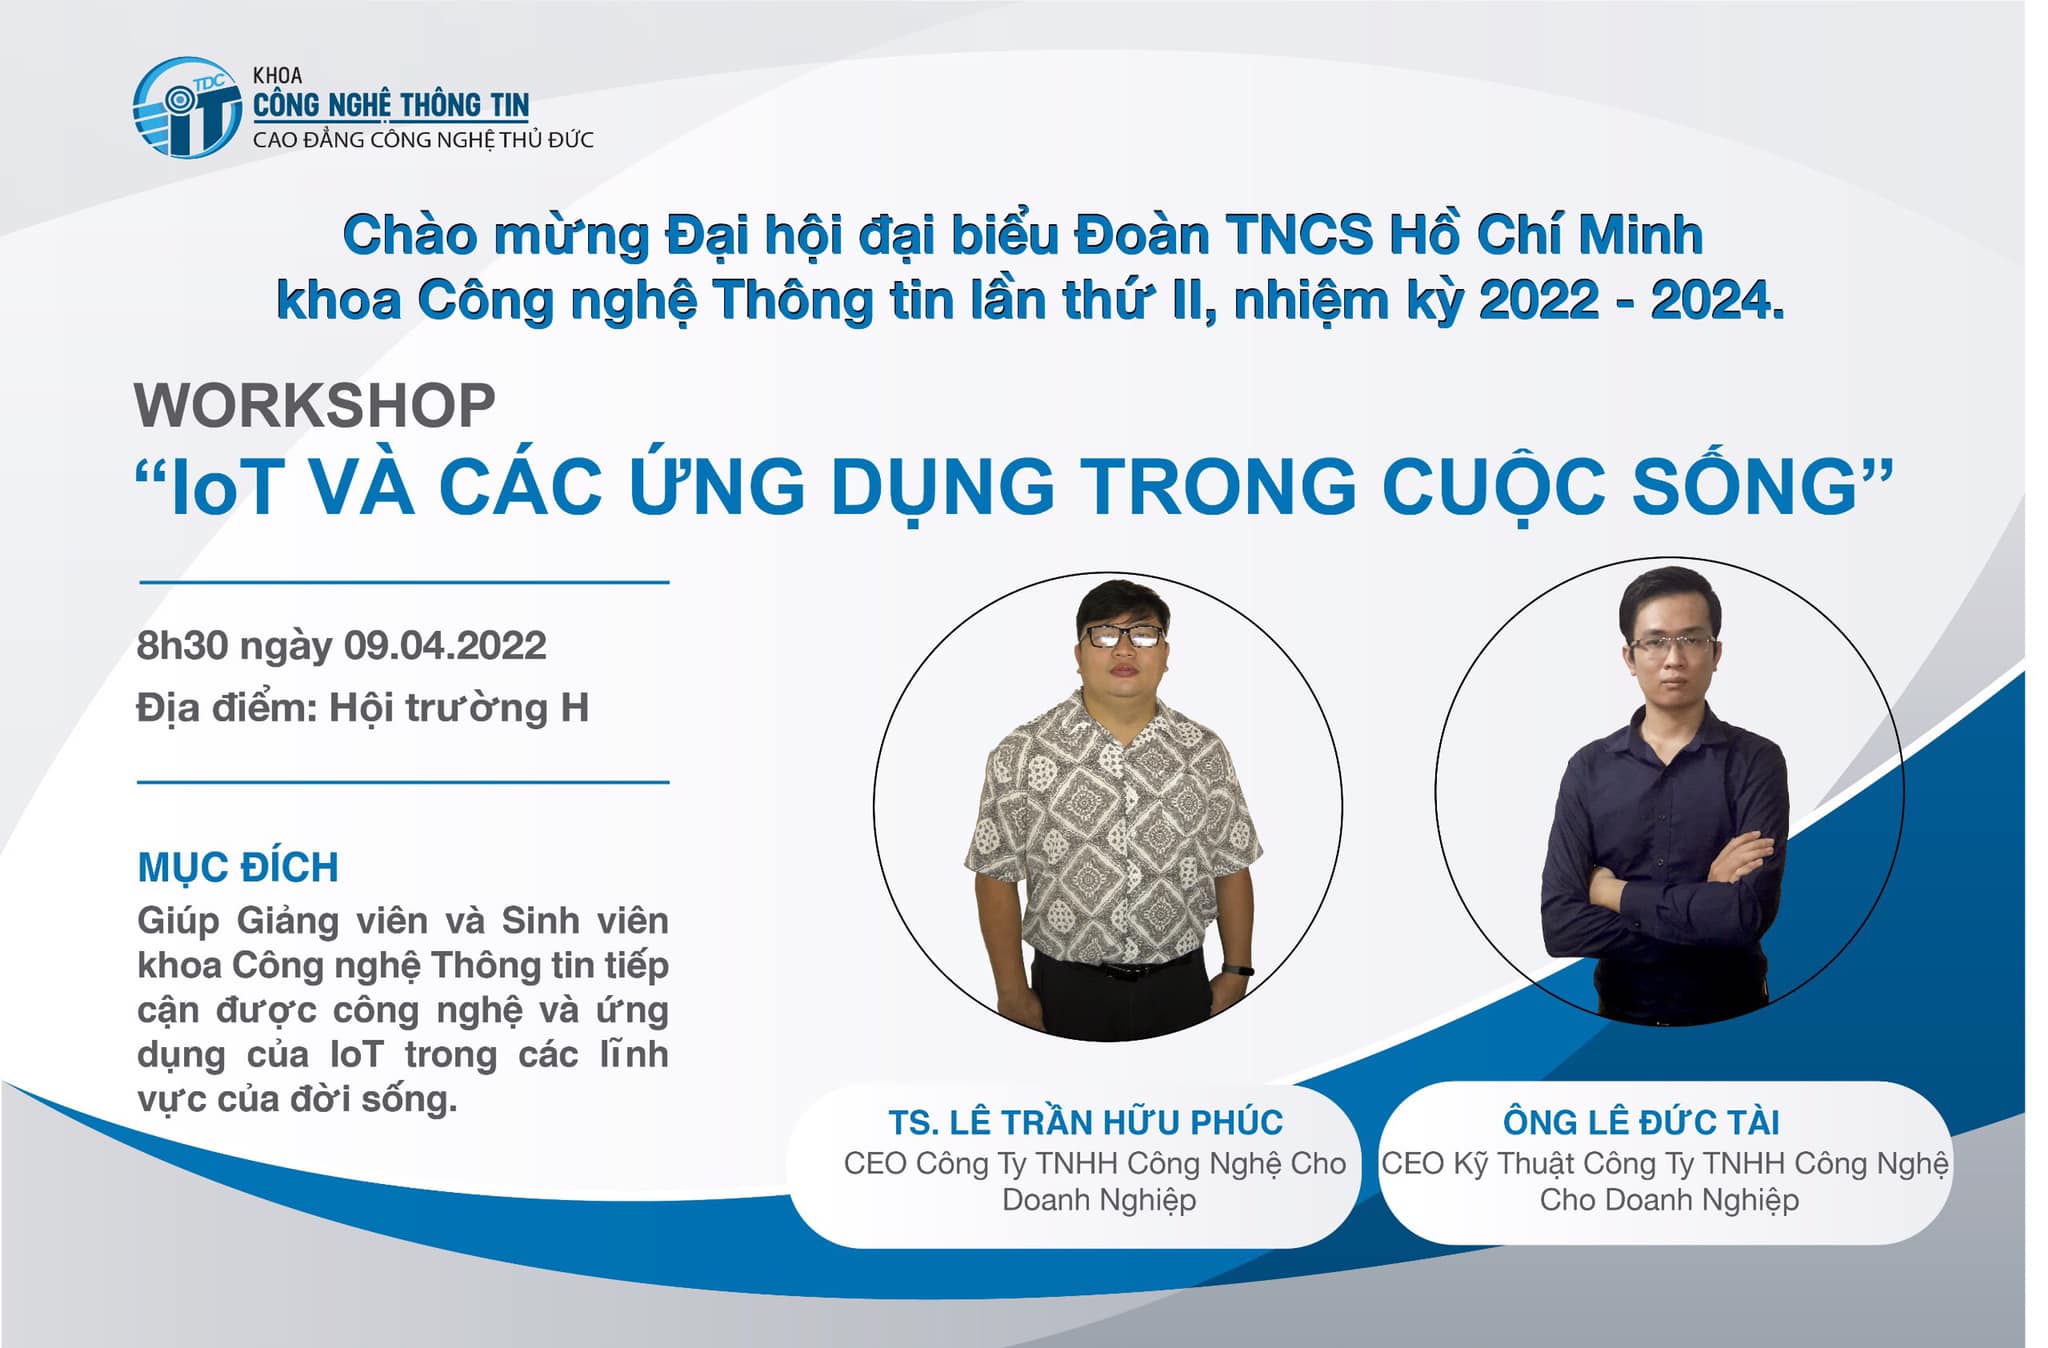 TDC
iT
KHOA
CÔNG NGHỆ THÔNG TIN
CAO ĐẲNG CÔNG NGHỆ THỦ ĐỨC
Chào mừng Đại hội đại biểu Đoàn TNCS Hồ Chí Minh
khoa Công nghệ Thông tin lần thứ II, nhiệm kỳ 2022 - 2024.
WORKSHOP
“IoT VÀ CÁC ỨNG DỤNG TRONG CUỘC SỐNG”
8h30 ngày 09.04.2022
Địa điểm: Hội trường H
MỤC ĐÍCH
Giúp Giảng viên và Sinh viên
khoa Công nghệ Thông tin tiếp
cận được công nghệ và ứng
dụng của IoT trong các lĩnh
vực của đời sống.
TS. LÊ TRẦN HỮU PHÚC
CEO Công Ty TNHH Công Nghệ Cho
Doanh Nghiệp
ÔNG LÊ ĐỨC TÀI
CEO Kỹ Thuật Công Ty TNHH Công Nghệ
Cho Doanh Nghiệp